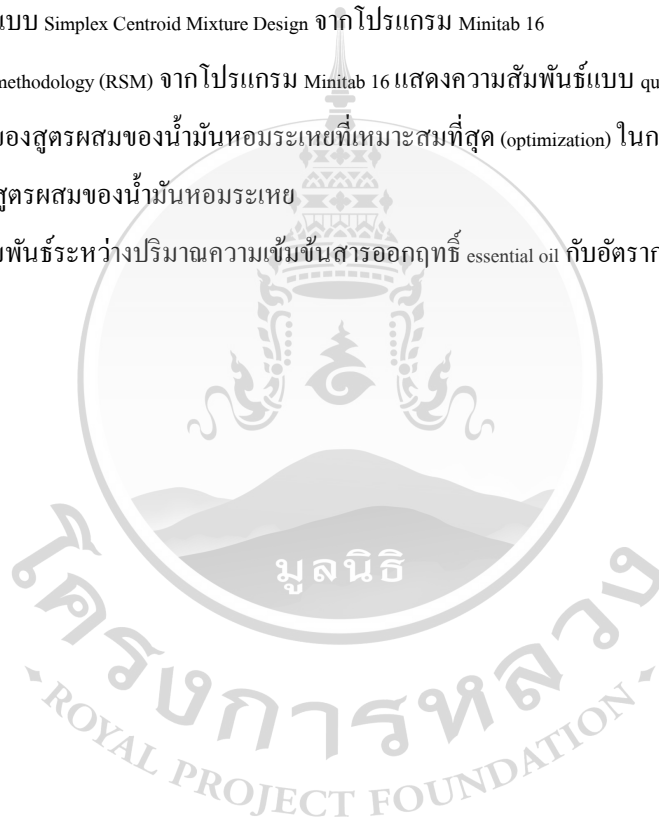 แบบ Simplex Centroid Mixture Design จากโปรแกรม Minitab 16
methodology (RSM) จากโปรแกรม Minitab 16 แสดงความสัมพันธ์แบบ qu
ของสูตรผสมของน้ำมันหอมระเหยที่เหมาะสมที่สุด (optimization) ในก
สูตรผสมของน้ำมันหอมระเหย
พันธ์ระหว่างปริมาณความเข้มข้นสารออกฤทธิ์ essential oil กับอัตราก
มูลนิธิ
โครงการหลวง
ROYAL PROJECT FOUNDATION